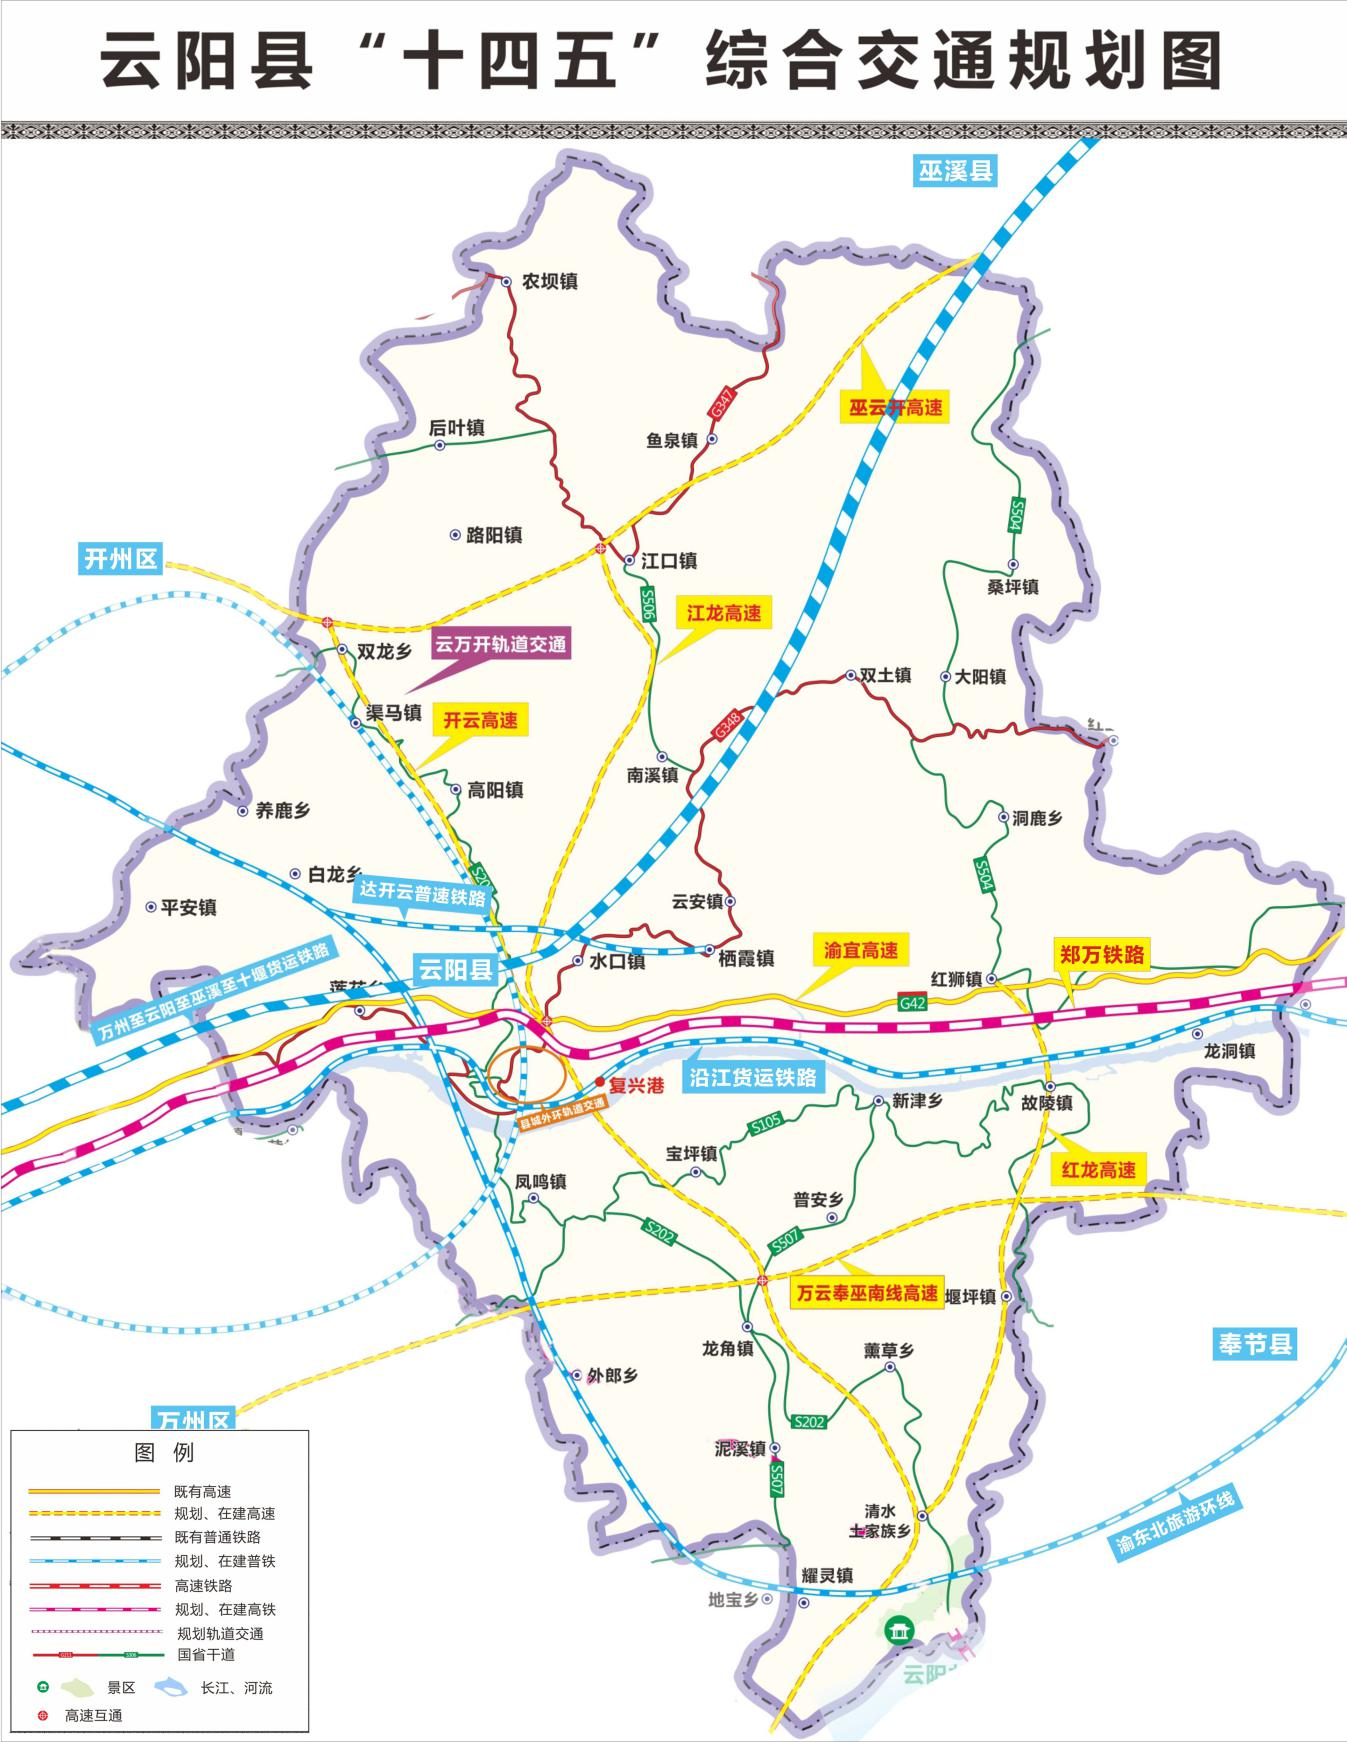 云阳县“十四五”综合交通规划图
巫溪县
农坝镇
巫云开高速
G347
后叶镇
鱼泉镇
路阳镇
S504
开州区
江口镇
桑坪镇
S506
江龙高速
云万开轨道交通
双龙乡
双土镇
大阳镇
渠马镇
开云高速
G348
南溪镇
高阳镇
养鹿乡
洞鹿乡
白龙乡
S504
达开云普速铁路
云安镇
平安镇
渝宜高速
郑万铁路
万州至云阳至巫溪至十堰货运铁路
云阳县
水口镇
栖霞镇
红狮镇
G42
龙洞镇
沿江货运铁路
复兴港
新津乡
故陵镇
县城外环轨道交通
S105
宝坪镇
红龙高速
凤鸣镇
普安乡
S202
S507
万云奉巫南线高速
堰坪镇
龙角镇
薰草乡
奉节县
外郎乡
万州区
S202
泥溪镇
S507
渝东北旅游环线
清水
土家族乡
耀灵镇
地宝乡
云阳
图 例
既有高速
规划、在建高速
既有普通铁路
规划、在建普铁
高速铁路
规划、在建高铁
规划轨道交通
国省干道
景区
长江、河流
高速互通